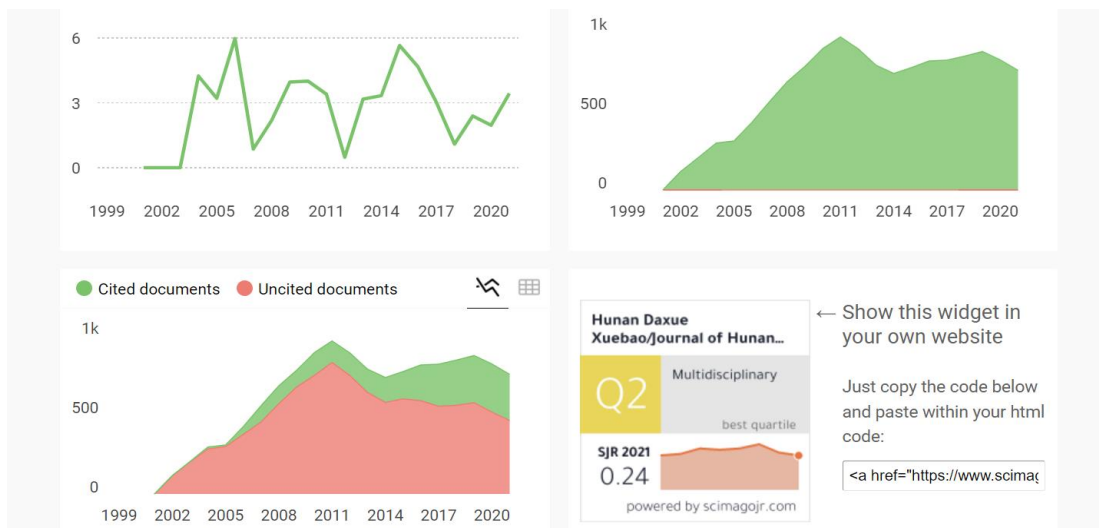 6
3
0
1999 2002 2005 2008 2011 2014 2017 2020
1k
500
0
1999 2002 2005 2008 2011 2014 2017 2020
Cited documents Uncited documents
1k
500
0
1999 2002 2005 2008 2011 2014 2017 2020
Hunan Daxue
Xuebao/Journal of Hunan...
Q2
Multidisciplinary
best quartile
SJR 2021
0.24
powered by scimagojr.com
← Show this widget in
your own website
Just copy the code below
and paste within your html
code:
<a href="https://www.scimag